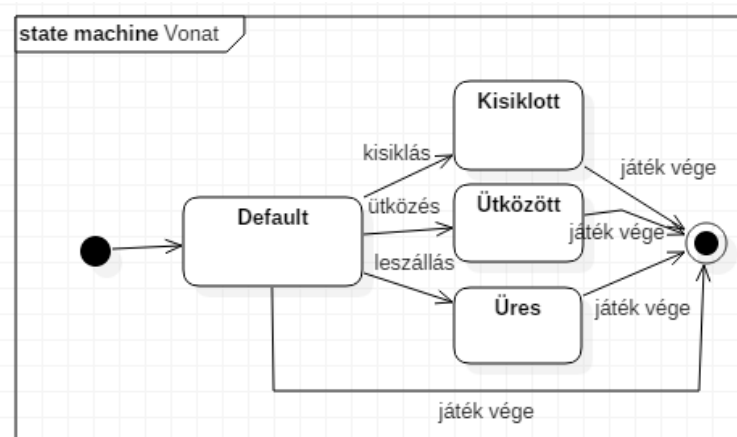 state machine Vonat
Kisiklott
kisiklás
játék vége
Default
ütközés
Ütközött
játék vége
leszállás
Üres
játék vége
játék vége